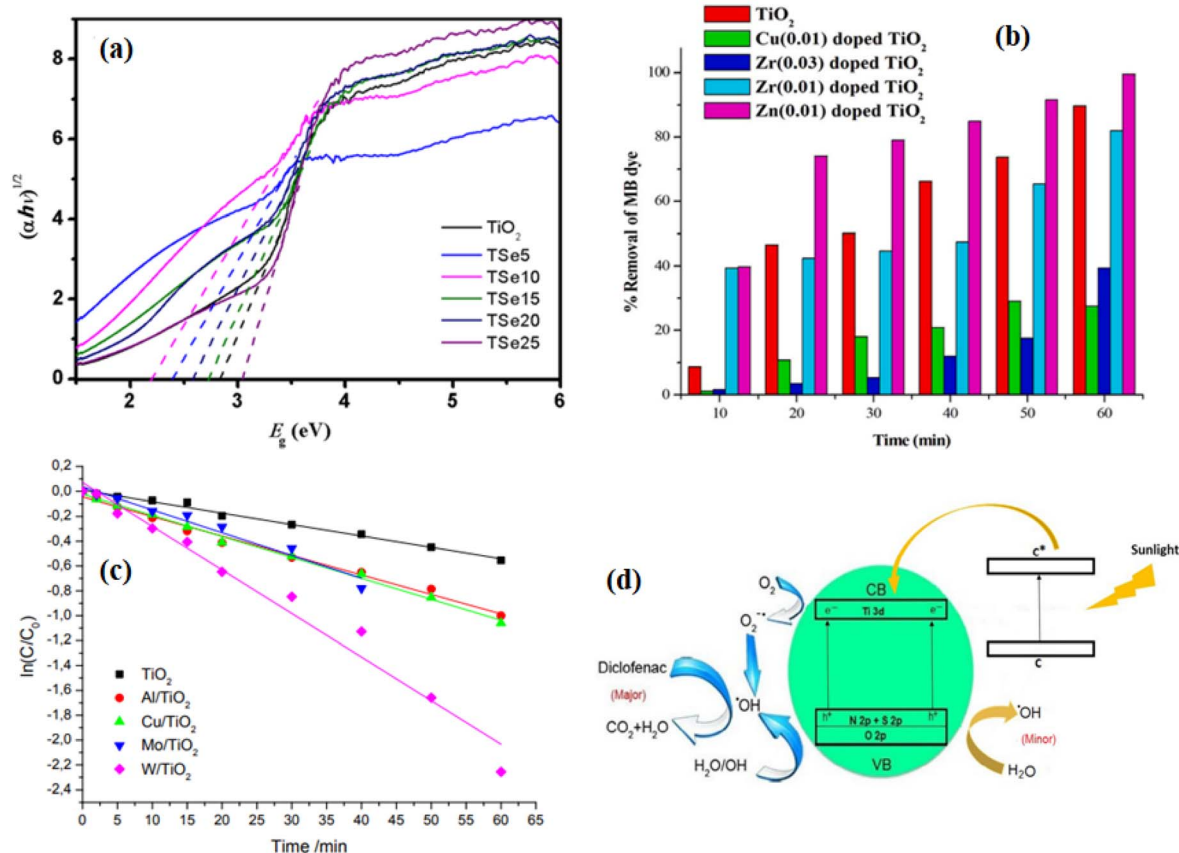 (a)
(αhν)1/2
8
6
4
2
0
2 3 4 5 6
Eg (eV)
TiO2
TSe5
TSe10
TSe15
TSe20
TSe25
(b)
TiO2
Cu(0.01) doped TiO2
Zr(0.03) doped TiO2
Zr(0.01) doped TiO2
Zn(0.01) doped TiO2
% Removal of MB dye
100
80
60
40
20
0
10 20 30 40 50 60
Time (min)
(c)
ln(C/C0)
0,2
0,0
-0,2
-0,4
-0,6
-0,8
-1,0
-1,2
-1,4
-1,6
-1,8
-2,0
-2,2
-2,4
TiO2
Al/TiO2
Cu/TiO2
Mo/TiO2
W/TiO2
0 5 10 15 20 25 30 35 40 45 50 55 60 65
Time /min
(d)
C*
Sunlight
C
CB
e− Ti 3d e−
O2
O2−•
Diclofenac
(Major)
•OH
CO2+H2O
H2O/OH
h+ N 2p + S 2p h+
O 2p
VB
•OH
(Minor)
H2O